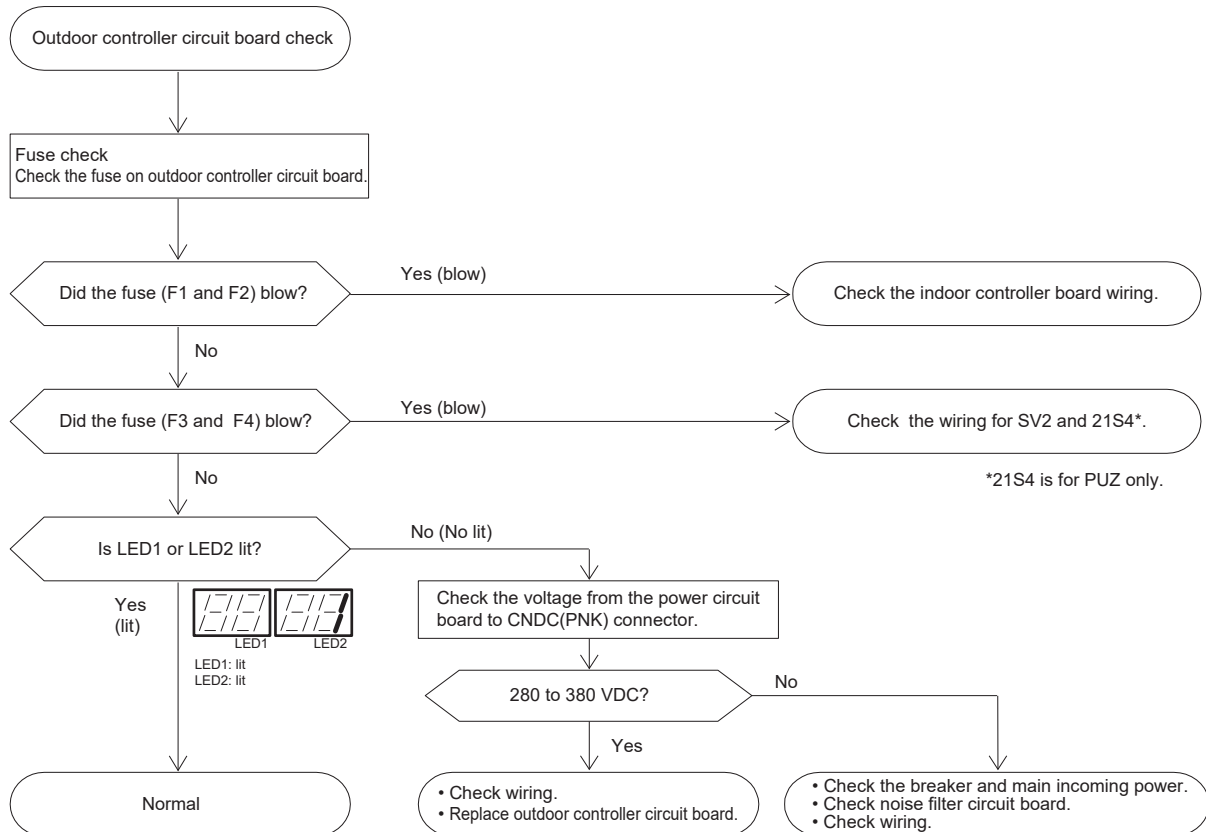 Outdoor controller circuit board check
Fuse check
Check the fuse on outdoor controller circuit board.
Did the fuse (F1 and F2) blow?
Yes (blow)
Check the indoor controller board wiring.
No
Did the fuse (F3 and F4) blow?
Yes (blow)
Check the wiring for SV2 and 21S4*.
*21S4 is for PUZ only.
No
Is LED1 or LED2 lit?
No (No lit)
Yes
(lit)
LED1
LED2
LED1: lit
LED2: lit
Check the voltage from the power circuit
board to CNDC(PNK) connector.
280 to 380 VDC?
No
Yes
Normal
• Check wiring.
• Replace outdoor controller circuit board.
• Check the breaker and main incoming power.
• Check noise filter circuit board.
• Check wiring.